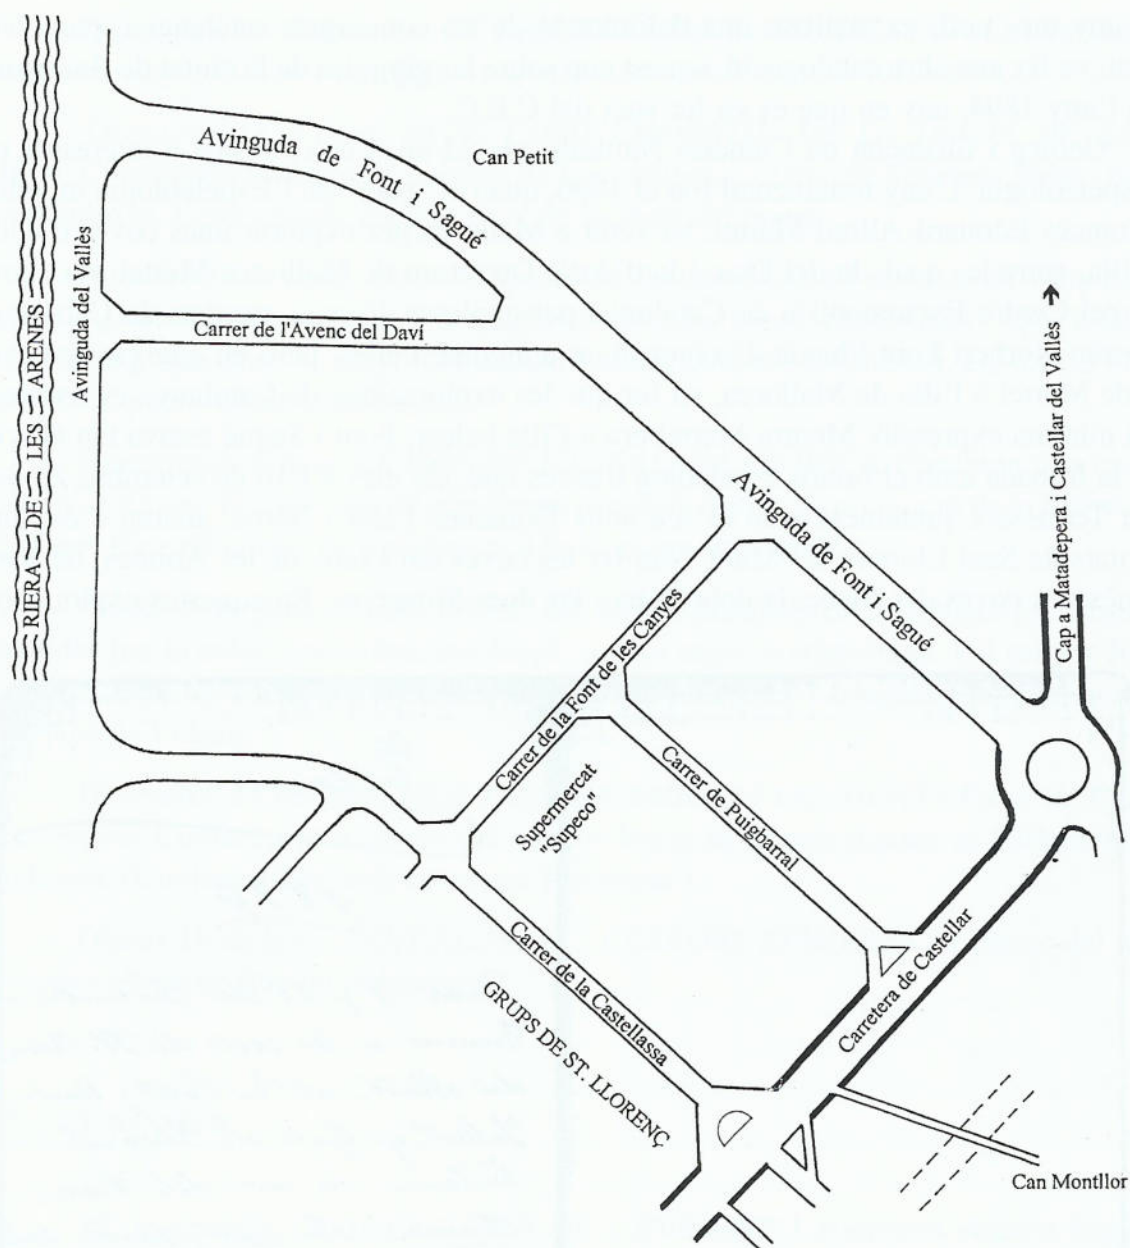 Avinguda de Font i Sagué
Can Petit
RIERA DE LES ARENES
Avinguda del Vallès
Carrer de l'Avenc del Daví
Cap a Matadepera i Castellar del Vallès
Avinguda de Font i Sagué
Carrer de la Font de les Canyes
Carrer de Puigbarral
Supermercat
"Supeco"
Carretera de Castellar
Carrer de la Castellassa
GRUPS DE ST. LLORENÇ
Can Montllor